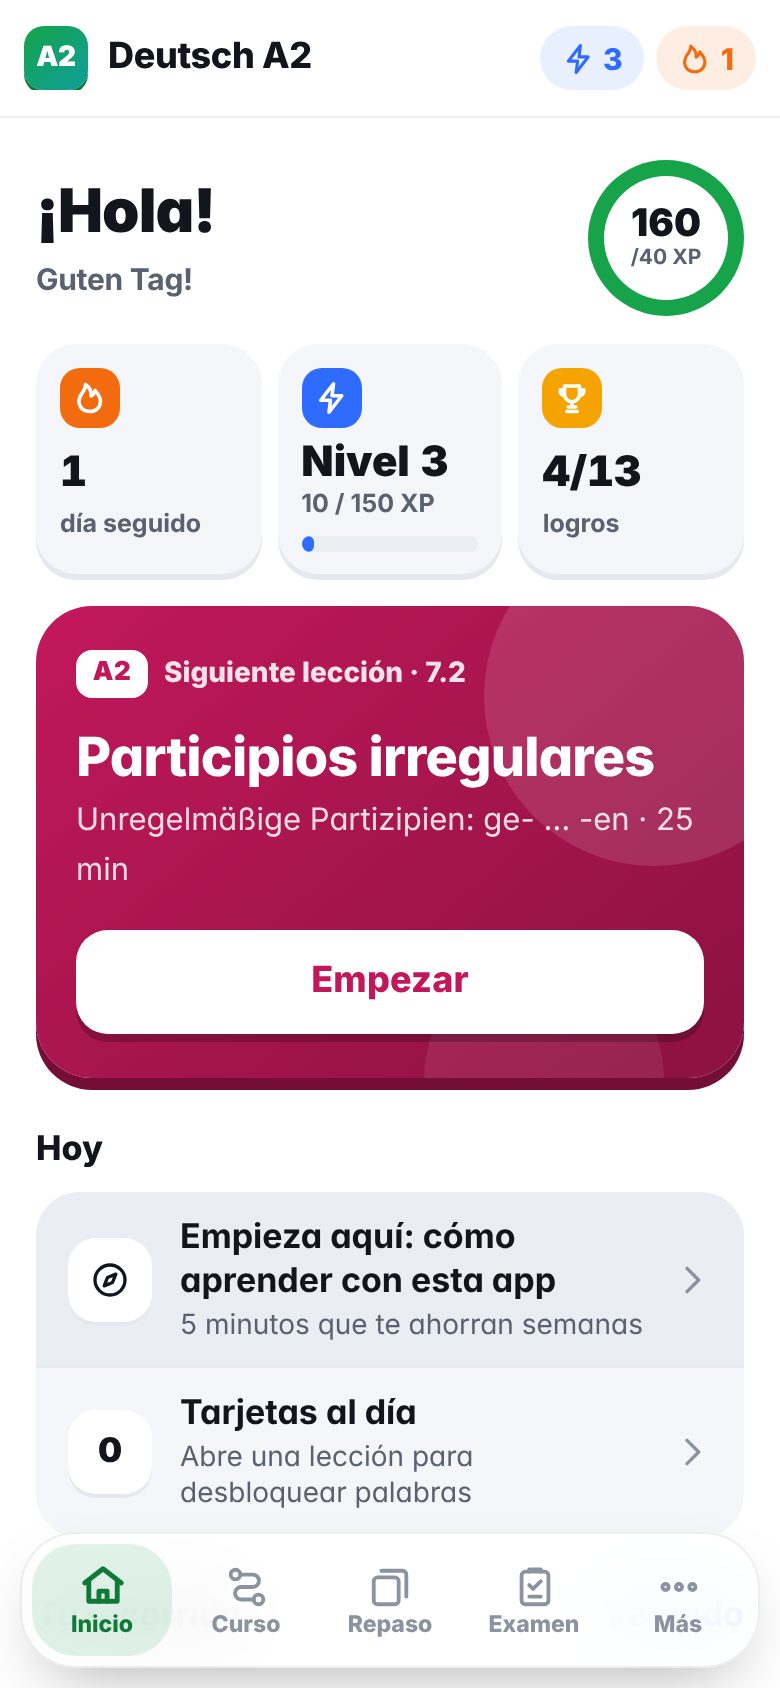 A2 Deutsch A2 3 1
¡Hola!
Guten Tag!
160
/40 XP
1
día seguido
Nivel 3
10 / 150 XP
4/13
logros
A2 Siguiente lección · 7.2
Participios irregulares
Unregelmäßige Partizipien: ge- ... -en · 25
min
Empezar
Hoy
Empieza aquí: cómo
aprender con esta app
5 minutos que te ahorran semanas
0
Tarjetas al día
Abre una lección para
desbloquear palabras
Inicio Curso Repaso Examen Más